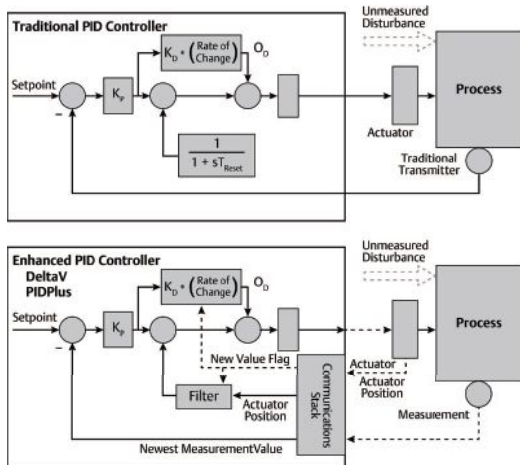 Traditional PID Controller
Unmeasured
Disturbance
K_D * (Rate of
Change)
O_D
Setpoint
K_P
Process
–
Actuator
1
1 + sT_Reset
Traditional
Transmitter
Enhanced PID Controller
DeltaV
PIDPlus
Unmeasured
Disturbance
K_D * (Rate of
Change)
O_D
Setpoint
K_P
Process
–
New Value Flag
Communications
Stack
Actuator
Actuator
Position
Filter
Actuator
Position
Measurement
Newest MeasurementValue